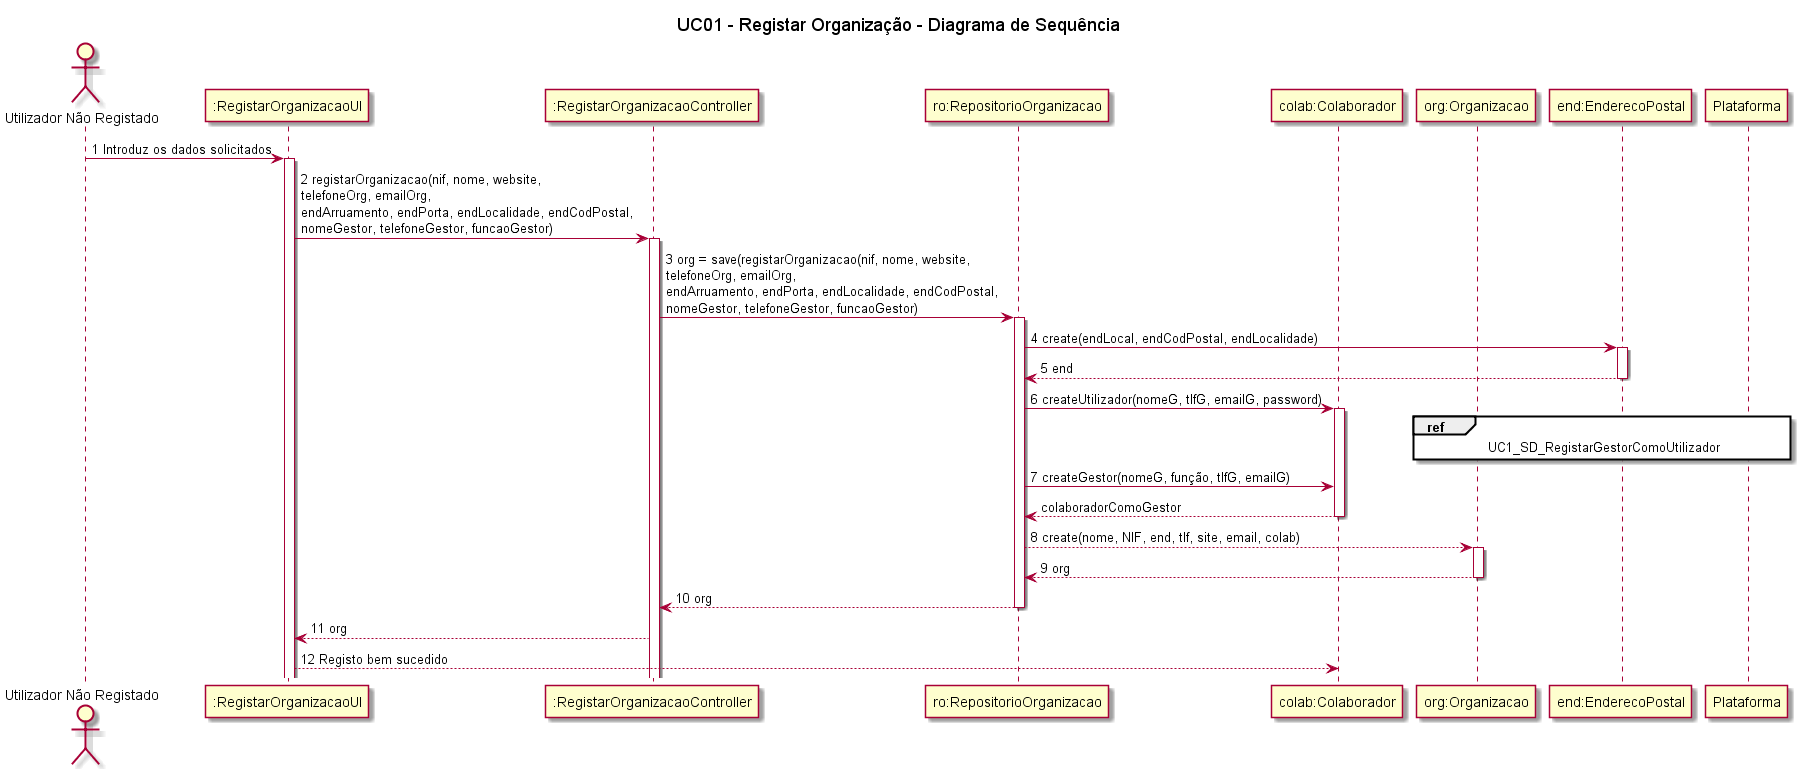 UC01 - Registar Organização - Diagrama de Sequência
Utilizador Não Registado
:RegistarOrganizacaoUI
:RegistarOrganizacaoController
ro:RepositorioOrganizacao
colab:Colaborador
org:Organizacao
end:EnderecoPostal
Plataforma
1 Introduz os dados solicitados
2 registarOrganizacao(nif, nome, website,
telefoneOrg, emailOrg,
endArruamento, endPorta, endLocalidade, endCodPostal,
nomeGestor, telefoneGestor, funcaoGestor)
3 org = save(registarOrganizacao(nif, nome, website,
telefoneOrg, emailOrg,
endArruamento, endPorta, endLocalidade, endCodPostal,
nomeGestor, telefoneGestor, funcaoGestor)
4 create(endLocal, endCodPostal, endLocalidade)
5 end
6 createUtilizador(nomeG, tlfG, emailG, password)
ref
UC1_SD_RegistarGestorComoUtilizador
7 createGestor(nomeG, função, tlfG, emailG)
colaboradorComoGestor
8 create(nome, NIF, end, tlf, site, email, colab)
9 org
10 org
11 org
12 Registo bem sucedido
Utilizador Não Registado
:RegistarOrganizacaoUI
:RegistarOrganizacaoController
ro:RepositorioOrganizacao
colab:Colaborador
org:Organizacao
end:EnderecoPostal
Plataforma